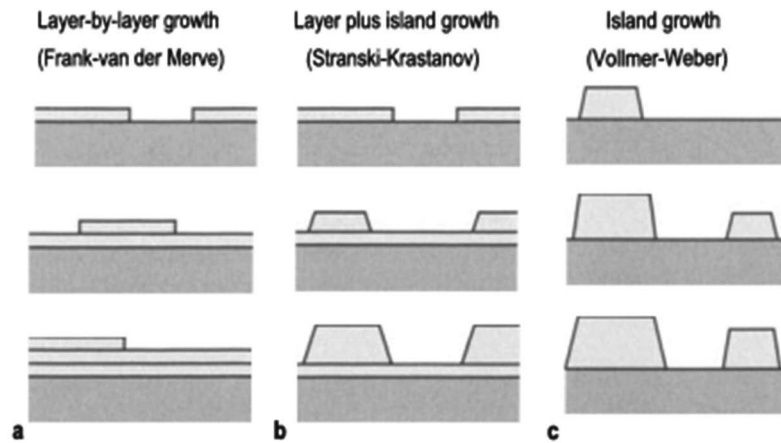 Layer-by-layer growth
(Frank-van der Merve)
Layer plus island growth
(Stranski-Krastanov)
Island growth
(Vollmer-Weber)
a
b
c